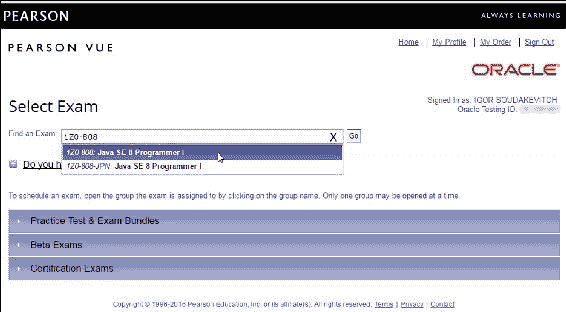 PEARSON
ALWAYS LEARNING
PEARSON VUE
Home | My Profile | My Order | Sign Out
ORACLE
Select Exam
Signed In as: IGOR SOUDAKEVITCH
Oracle Testing ID:
Find an Exam 1Z0-808 X Go
1Z0-808: Java SE 8 Programmer I
1Z0-808-JPN: Java SE 8 Programmer I
Do you h
To schedule an exam, open the group the exam is assigned to by clicking on the group name. Only one group may be opened at a time.
Practice Test & Exam Bundles
Beta Exams
Certification Exams
Copyright © 1996-2016 Pearson Education, Inc. or its affiliate(s). All rights reserved. Terms | Privacy | Contact